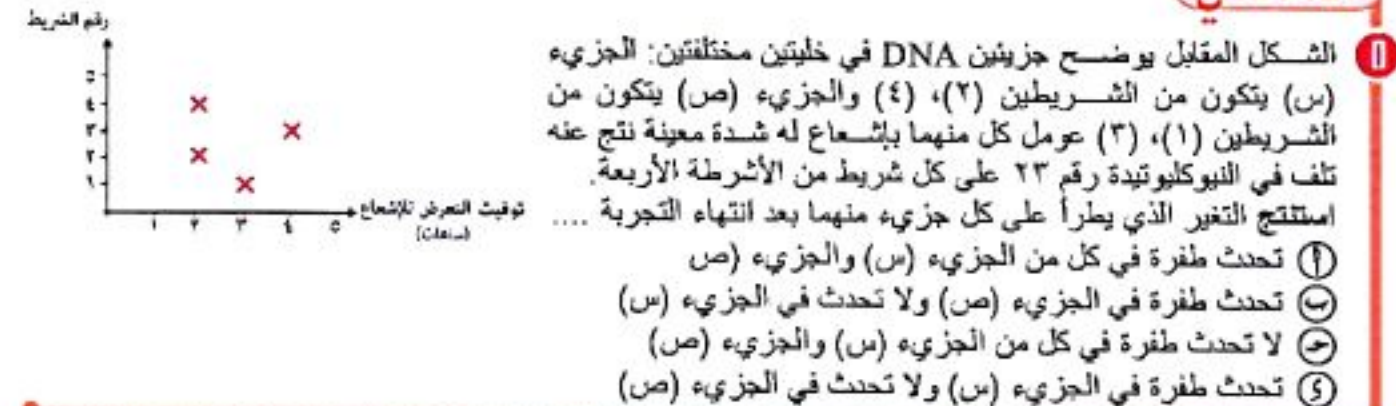 ا
الشكل المقابل يوضح جزيئين DNA في خليتين مختلفتين: الجزيء
(س) يتكون من الشريطين (٢)، (٤) والجزيء (ص) يتكون من
الشريطين (١)، (٣) عومل كل منهما بإشعاع له شدة معينة نتج عنه
تلف في النيوكليوتيدة رقم ٢٣ على كل شريط من الأشرطة الأربعة.
استنتج التغير الذي يطرأ على كل جزيء منهما بعد انتهاء التجربة ....
أ تحدث طفرة في كل من الجزيء (س) والجزيء (ص
ب تحدث طفرة في الجزيء (ص) ولا تحدث في الجزيء (س)
جـ لا تحدث طفرة في كل من الجزيء (س) والجزيء (ص)
د تحدث طفرة في الجزيء (س) ولا تحدث في الجزيء (ص)
رقم الشريط
٥
٤
٣
٢
١
١ ٢ ٣ ٤ ٥
توقيت التعرض للإشعاع
(ساعات)